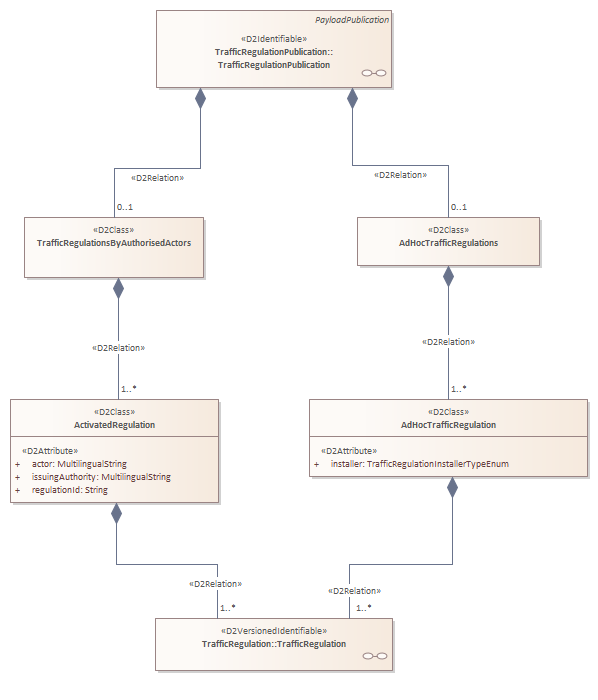 PayloadPublication
«D2Identifiable»
TrafficRegulationPublication::
TrafficRegulationPublication
«D2Relation»
«D2Relation»
0..1
0..1
«D2Class»
TrafficRegulationsByAuthorisedActors
«D2Class»
AdHocTrafficRegulations
«D2Relation»
«D2Relation»
1..*
1..*
«D2Class»
ActivatedRegulation
«D2Attribute»
+ actor: MultilingualString
+ issuingAuthority: MultilingualString
+ regulationId: String
«D2Class»
AdHocTrafficRegulation
«D2Attribute»
+ installer: TrafficRegulationInstallerTypeEnum
«D2Relation»
«D2Relation»
1..*
1..*
«D2VersionedIdentifiable»
TrafficRegulation::TrafficRegulation